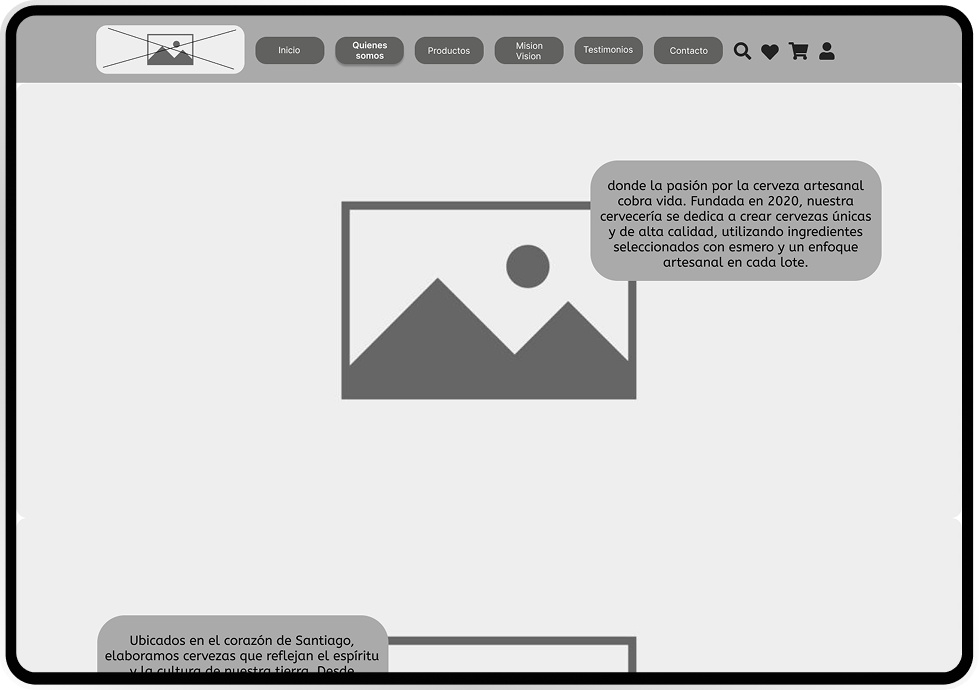 Inicio
Quienes
somos
Productos
Mision
Vision
Testimonios
Contacto
donde la pasión por la cerveza artesanal
cobra vida. Fundada en 2020, nuestra
cervecería se dedica a crear cervezas únicas
y de alta calidad, utilizando ingredientes
seleccionados con esmero y un enfoque
artesanal en cada lote.
Ubicados en el corazón de Santiago,
elaboramos cervezas que reflejan el espíritu
y la cultura de nuestra tierra. Desde